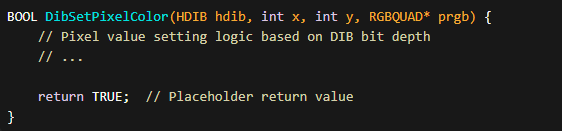 BOOL DibSetPixelColor(HDIB hdib, int x, int y, RGBQUAD* prgb) {
    // Pixel value setting logic based on DIB bit depth
    // ...

    return TRUE;  // Placeholder return value
}